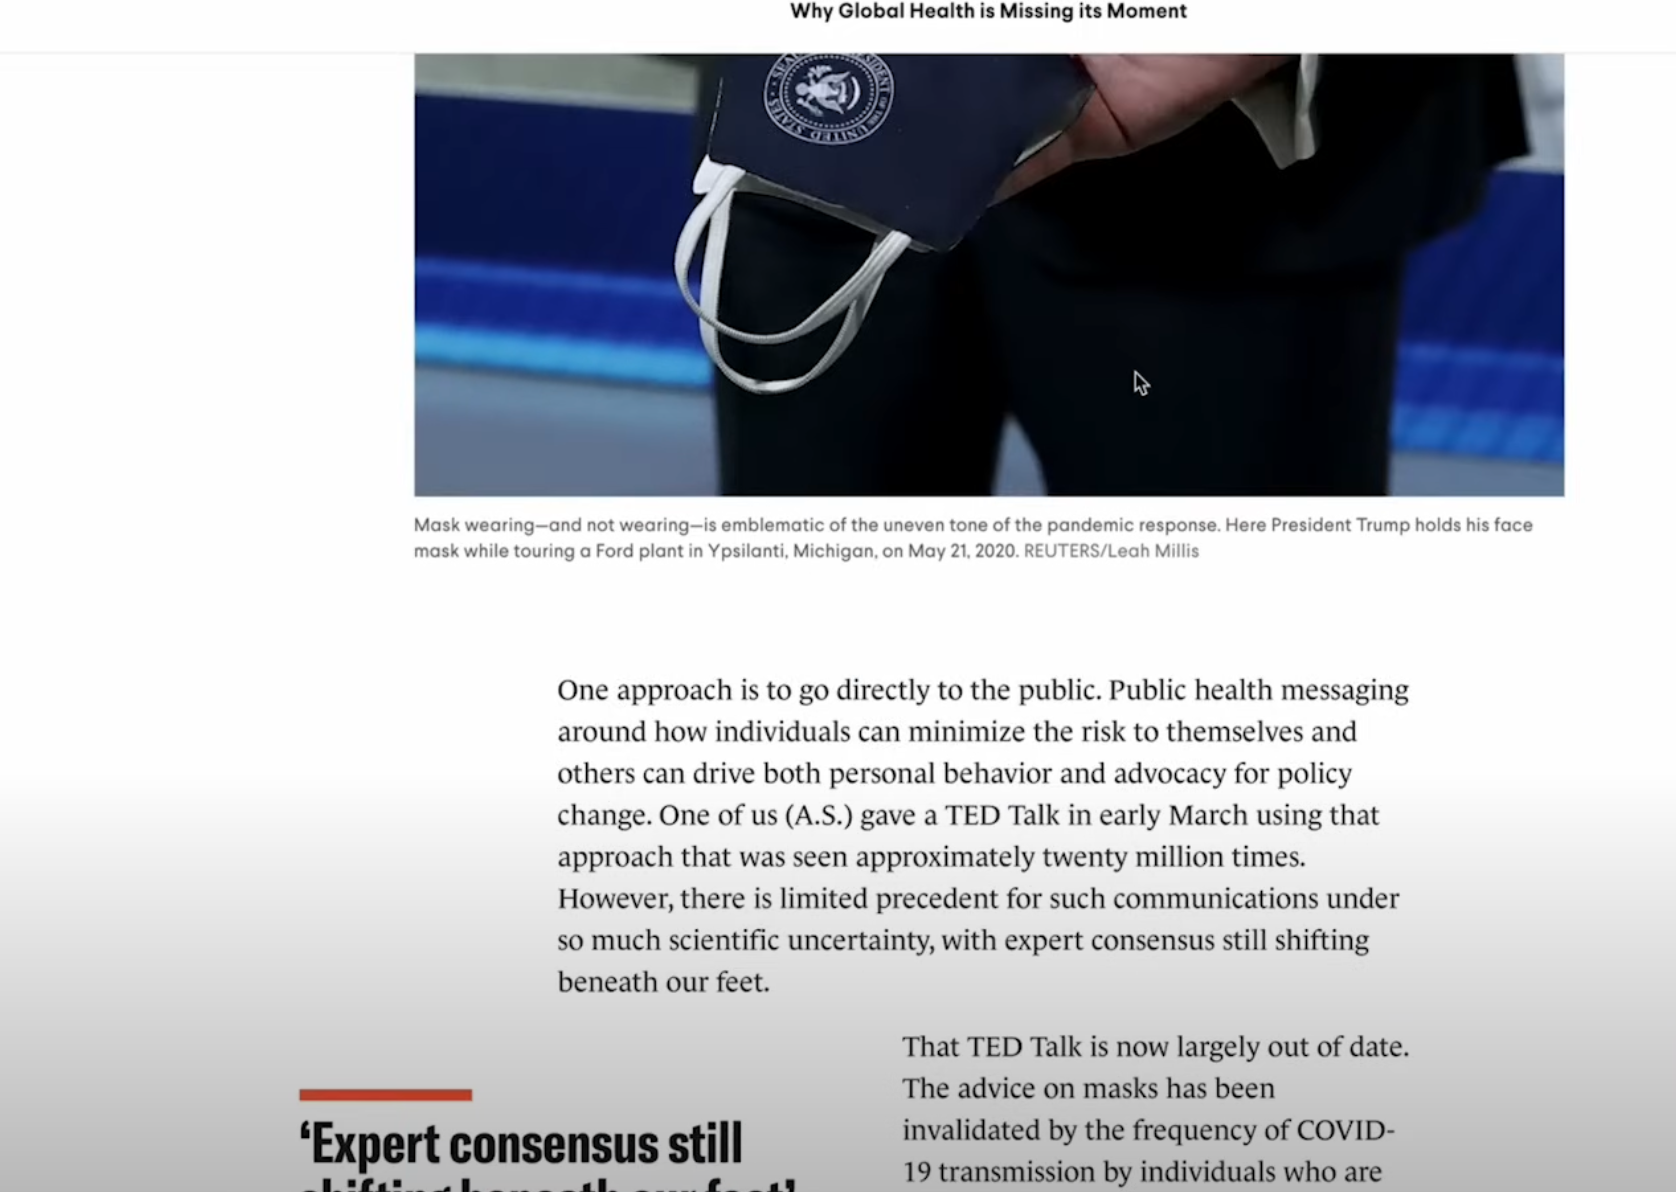 Why Global Health is Missing its Moment
SEAL PRESIDENT OF THE UNITED STATES
Mask wearing—and not wearing—is emblematic of the uneven tone of the pandemic response. Here President Trump holds his face
mask while touring a Ford plant in Ypsilanti, Michigan, on May 21, 2020. REUTERS/Leah Millis
One approach is to go directly to the public. Public health messaging
around how individuals can minimize the risk to themselves and
others can drive both personal behavior and advocacy for policy
change. One of us (A.S.) gave a TED Talk in early March using that
approach that was seen approximately twenty million times.
However, there is limited precedent for such communications under
so much scientific uncertainty, with expert consensus still shifting
beneath our feet.
That TED Talk is now largely out of date.
The advice on masks has been
invalidated by the frequency of COVID-
19 transmission by individuals who are
‘Expert consensus still
shifting beneath our feet’